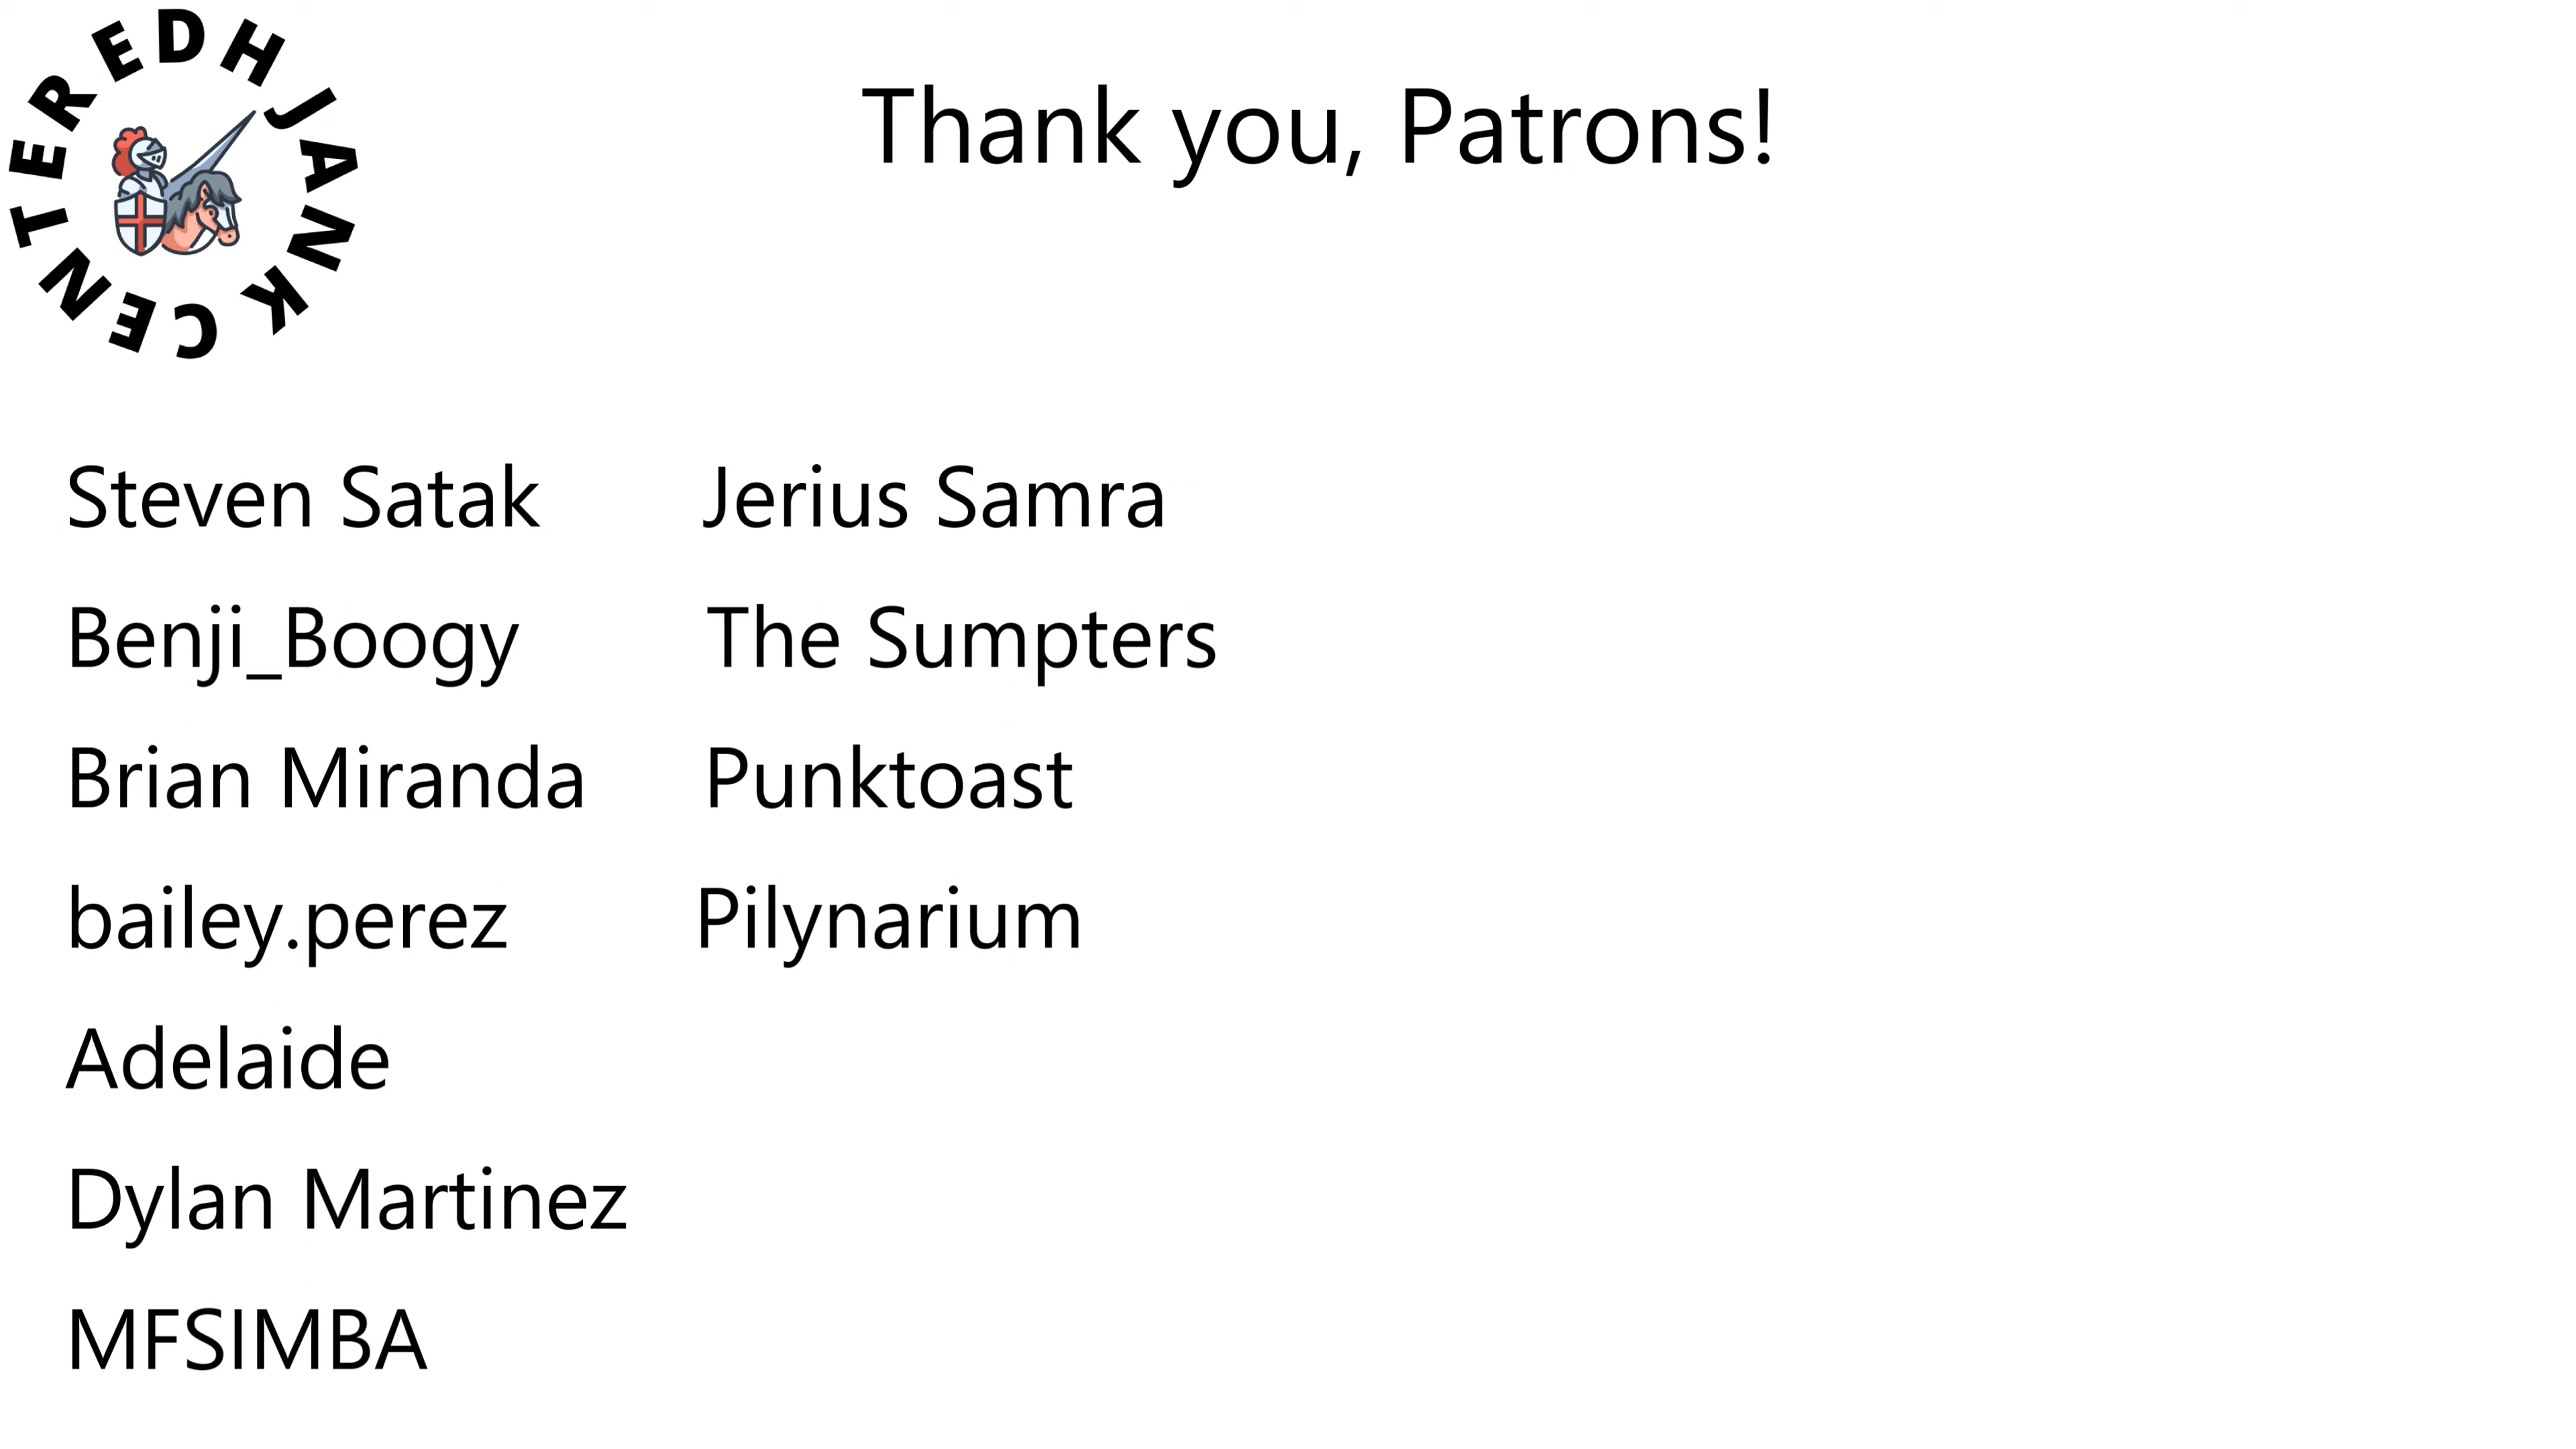 EDH JANK CENTER
Thank you, Patrons!
Steven Satak
Benji_Boogy
Brian Miranda
bailey.perez
Adelaide
Dylan Martinez
MFSIMBA
Jerius Samra
The Sumpters
Punktoast
Pilynarium